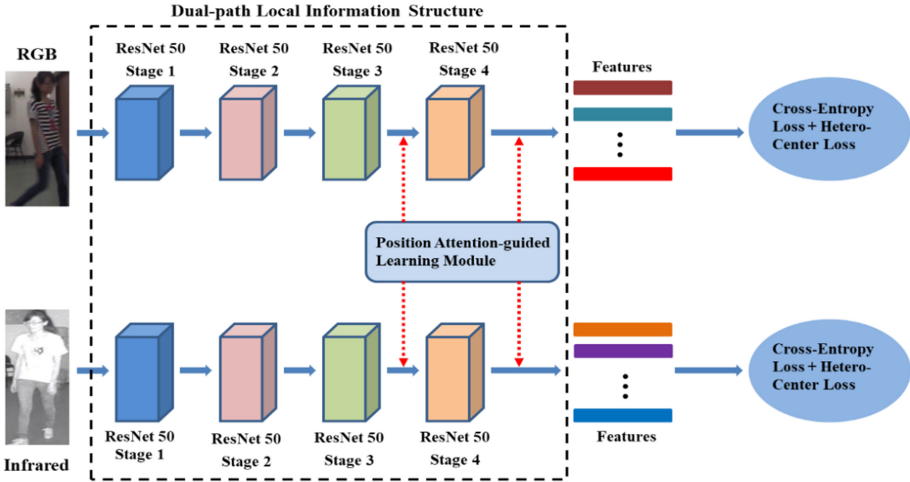 Dual-path Local Information Structure
RGB
ResNet 50
Stage 1
ResNet 50
Stage 2
ResNet 50
Stage 3
ResNet 50
Stage 4
Features
Cross-Entropy
Loss + Hetero-
Center Loss
Position Attention-guided
Learning Module
Infrared
ResNet 50
Stage 1
ResNet 50
Stage 2
ResNet 50
Stage 3
ResNet 50
Stage 4
Features
Cross-Entropy
Loss + Hetero-
Center Loss